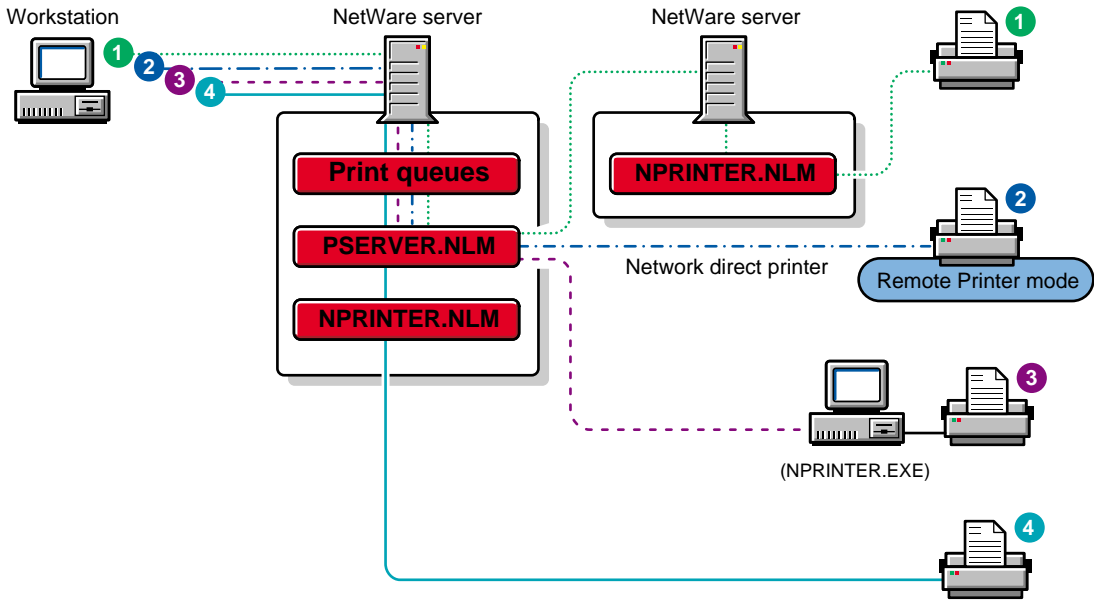 Workstation
NetWare server
NetWare server
1
1
2
3
4
Print queues
NPRINTER.NLM
2
PSERVER.NLM
Network direct printer
Remote Printer mode
NPRINTER.NLM
3
(NPRINTER.EXE)
4